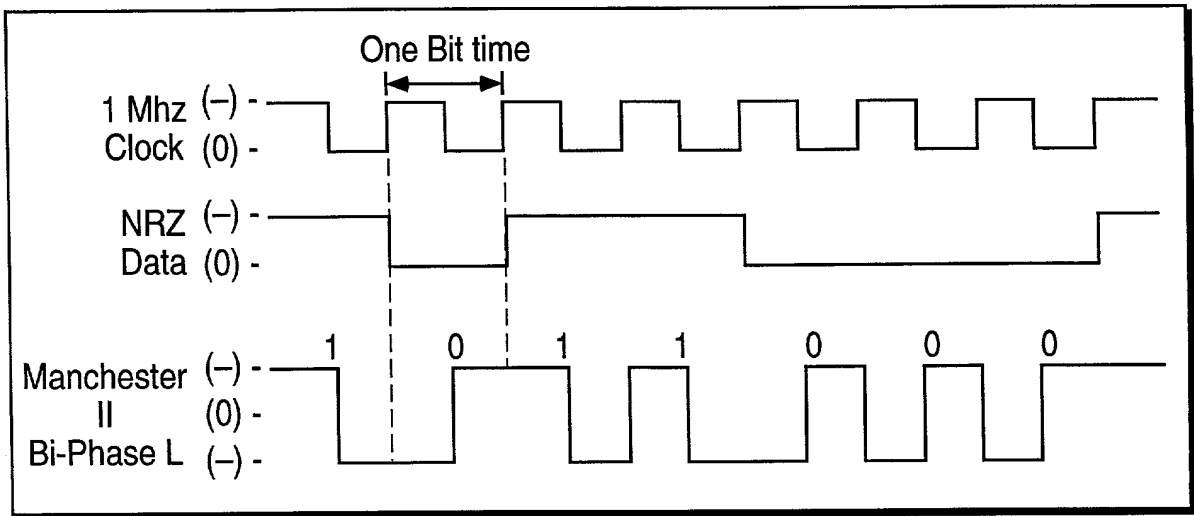 One Bit time
1 Mhz (–) -
Clock (0) -
NRZ (–) -
Data (0) -
1 0 1 1 0 0 0
Manchester (–) -
II (0) -
Bi-Phase L (–) -